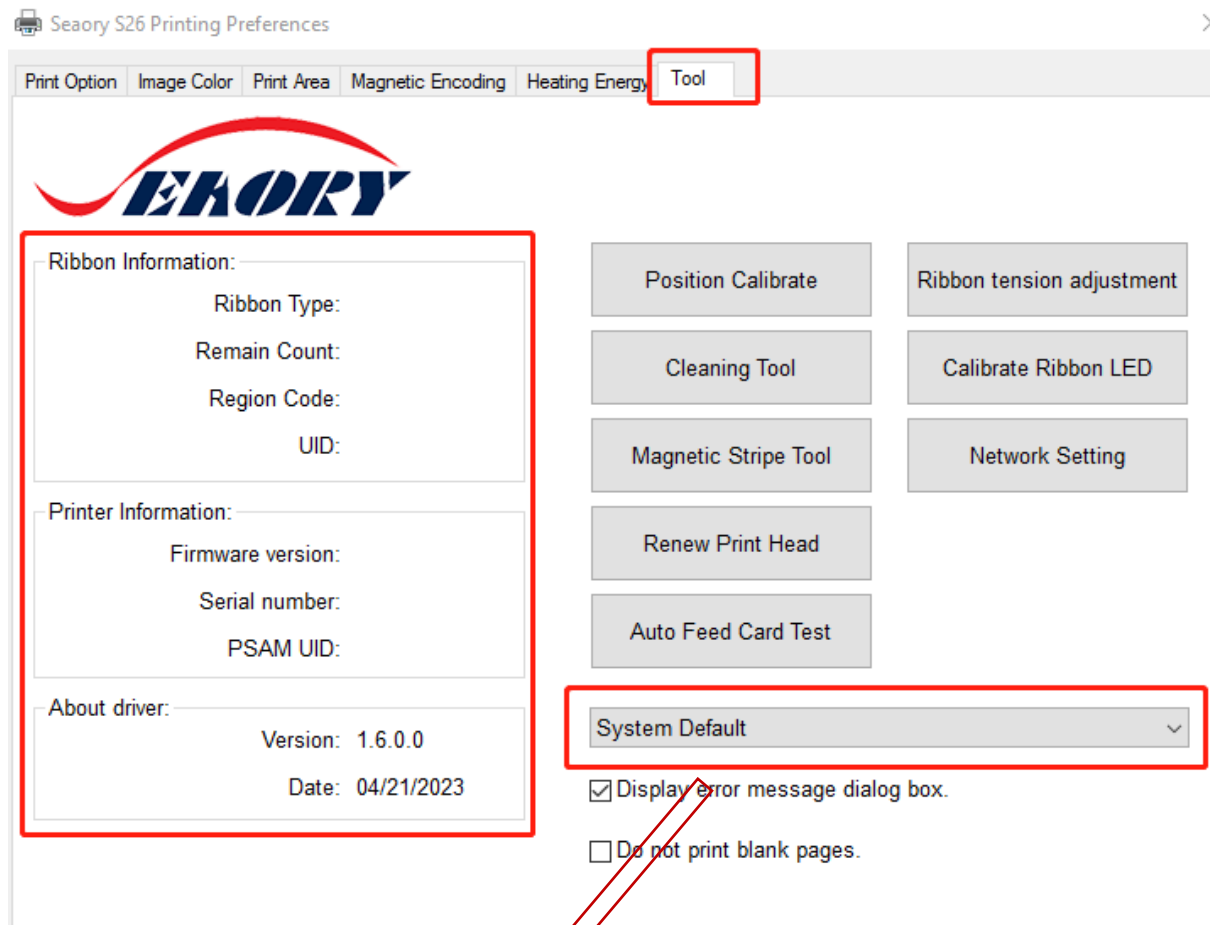 Seaory S26 Printing Preferences
Print Option Image Color Print Area Magnetic Encoding Heating Energy Tool
SEAORY
Ribbon Information:
Ribbon Type:
Remain Count:
Region Code:
UID:
Printer Information:
Firmware version:
Serial number:
PSAM UID:
About driver:
Version: 1.6.0.0
Date: 04/21/2023
Position Calibrate Ribbon tension adjustment
Cleaning Tool Calibrate Ribbon LED
Magnetic Stripe Tool Network Setting
Renew Print Head
Auto Feed Card Test
System Default
Display error message dialog box.
Do not print blank pages.